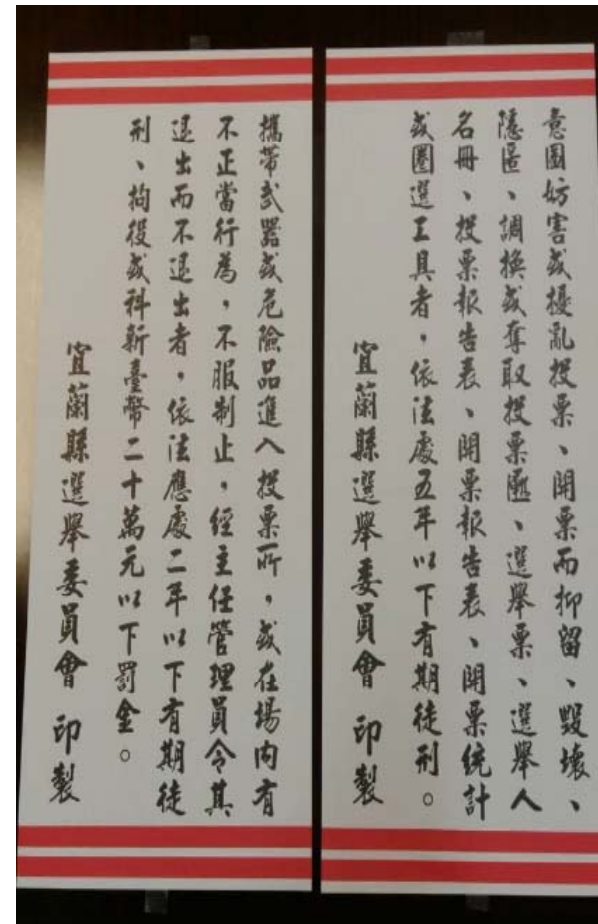 意圖妨害或擾亂投票、開票而抑留、毀壞、
隱匿、調換或奪取投票匭、選舉票、選舉人
名冊、投票報告表、開票報告表、開票統計
或圈選工具者，依法處五年以下有期徒刑。
宜蘭縣選舉委員會 印製
攜帶武器或危險品進入投票所，或在場內有
不正當行為，不服制止，經主任管理員令其
退出而不退出者，依法應處二年以下有期徒
刑、拘役或科新臺幣二十萬元以下罰金。
宜蘭縣選舉委員會 印製